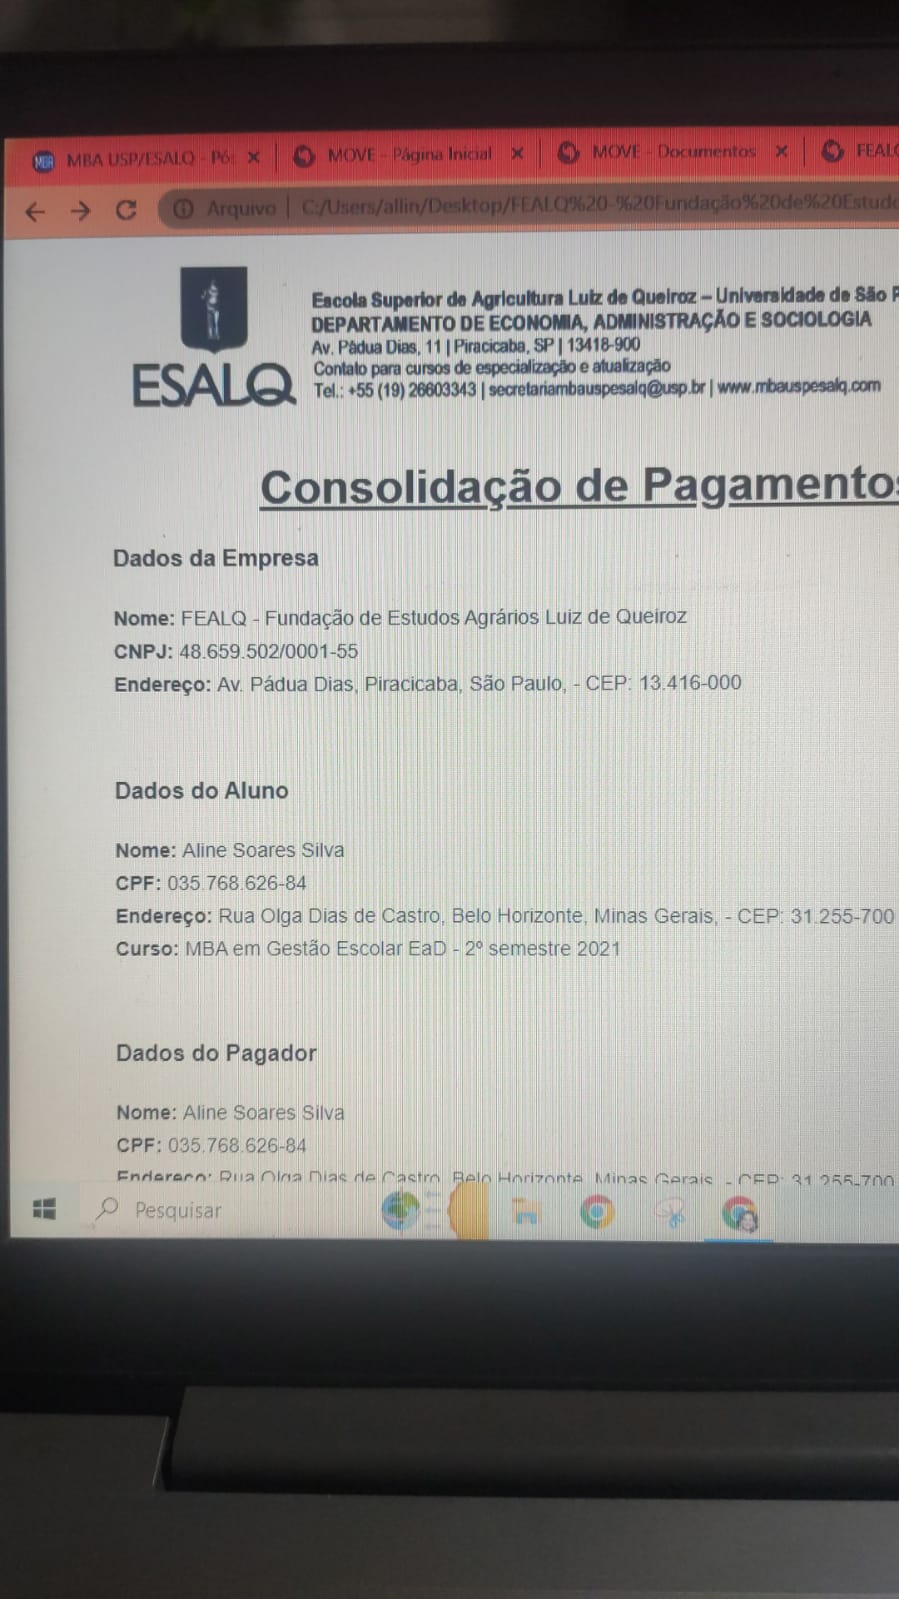 MBA USP/ESALQ - Pós
MOVE - Página Inicial
MOVE - Documentos
FEALQ
Arquivo | C:/Users/allin/Desktop/FEALQ%20-%20Fundação%20de%20Estudo
ESALQ
Escola Superior de Agricultura Luiz de Queiroz – Universidade de São P
DEPARTAMENTO DE ECONOMIA, ADMINISTRAÇÃO E SOCIOLOGIA
Av. Pádua Dias, 11 | Piracicaba, SP | 13418-900
Contato para cursos de especialização e atualização
Tel.: +55 (19) 26603343 | secretariambauspesalq@usp.br | www.mbauspesalq.com
Consolidação de Pagamentos
Dados da Empresa
Nome: FEALQ - Fundação de Estudos Agrários Luiz de Queiroz
CNPJ: 48.659.502/0001-55
Endereço: Av. Pádua Dias, Piracicaba, São Paulo, - CEP: 13.416-000
Dados do Aluno
Nome: Aline Soares Silva
CPF: 035.768.626-84
Endereço: Rua Olga Dias de Castro, Belo Horizonte, Minas Gerais, - CEP: 31.255-700
Curso: MBA em Gestão Escolar EaD - 2º semestre 2021
Dados do Pagador
Nome: Aline Soares Silva
CPF: 035.768.626-84
Endereço: Rua Olga Dias de Castro, Belo Horizonte, Minas Gerais, - CEP: 31.255-700
Pesquisar